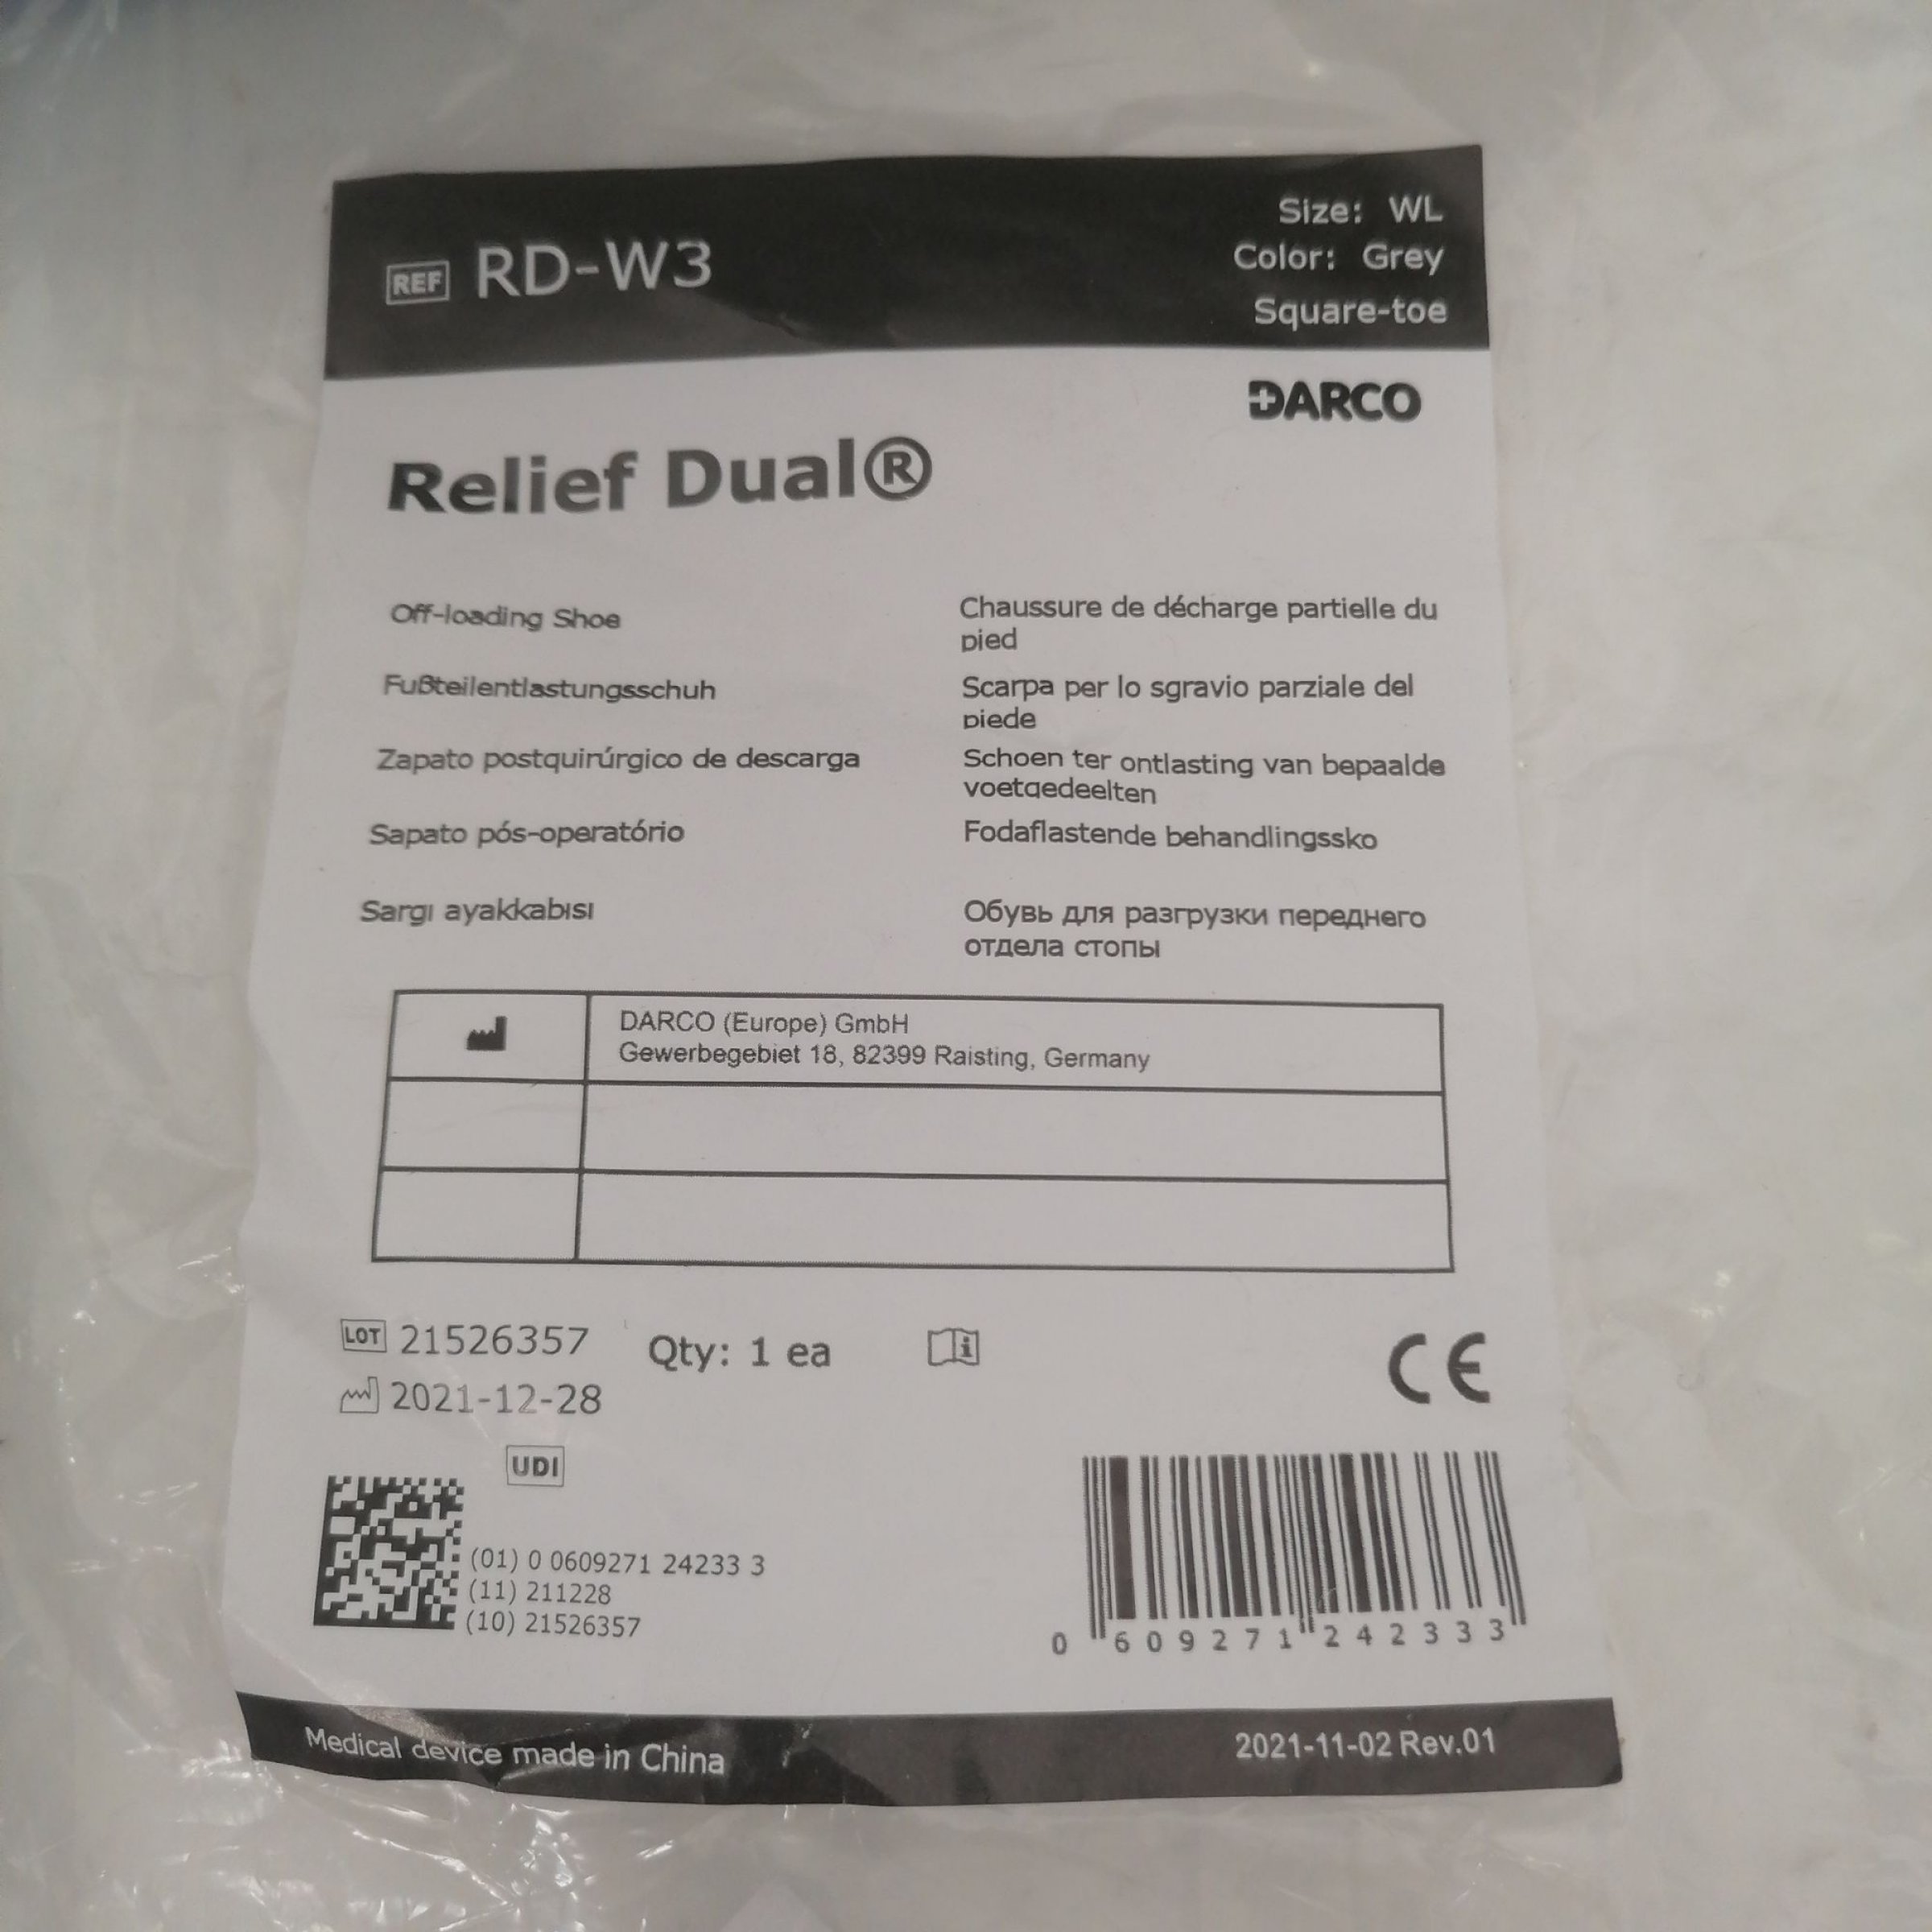 REF RD-W3
Size: WL
Color: Grey
Square-toe
DARCO
Relief Dual®
Off-loading Shoe
Fußteilentlastungsschuh
Zapato postquirúrgico de descarga
Sapato pós-operatório
Sargı ayakkabısı
Chaussure de décharge partielle du
pied
Scarpa per lo sgravio parziale del
piede
Schoen ter ontlasting van bepaalde
voetgedeelten
Fodaflastende behandlingssko
Обувь для разгрузки переднего
отдела стопы
DARCO (Europe) GmbH
Gewerbegebiet 18, 82399 Raisting, Germany
LOT 21526357
Qty: 1 ea
2021-12-28
CE
UDI
(01) 0 0609271 24233 3
(11) 211228
(10) 21526357
0 609271 242333
Medical device made in China
2021-11-02 Rev.01